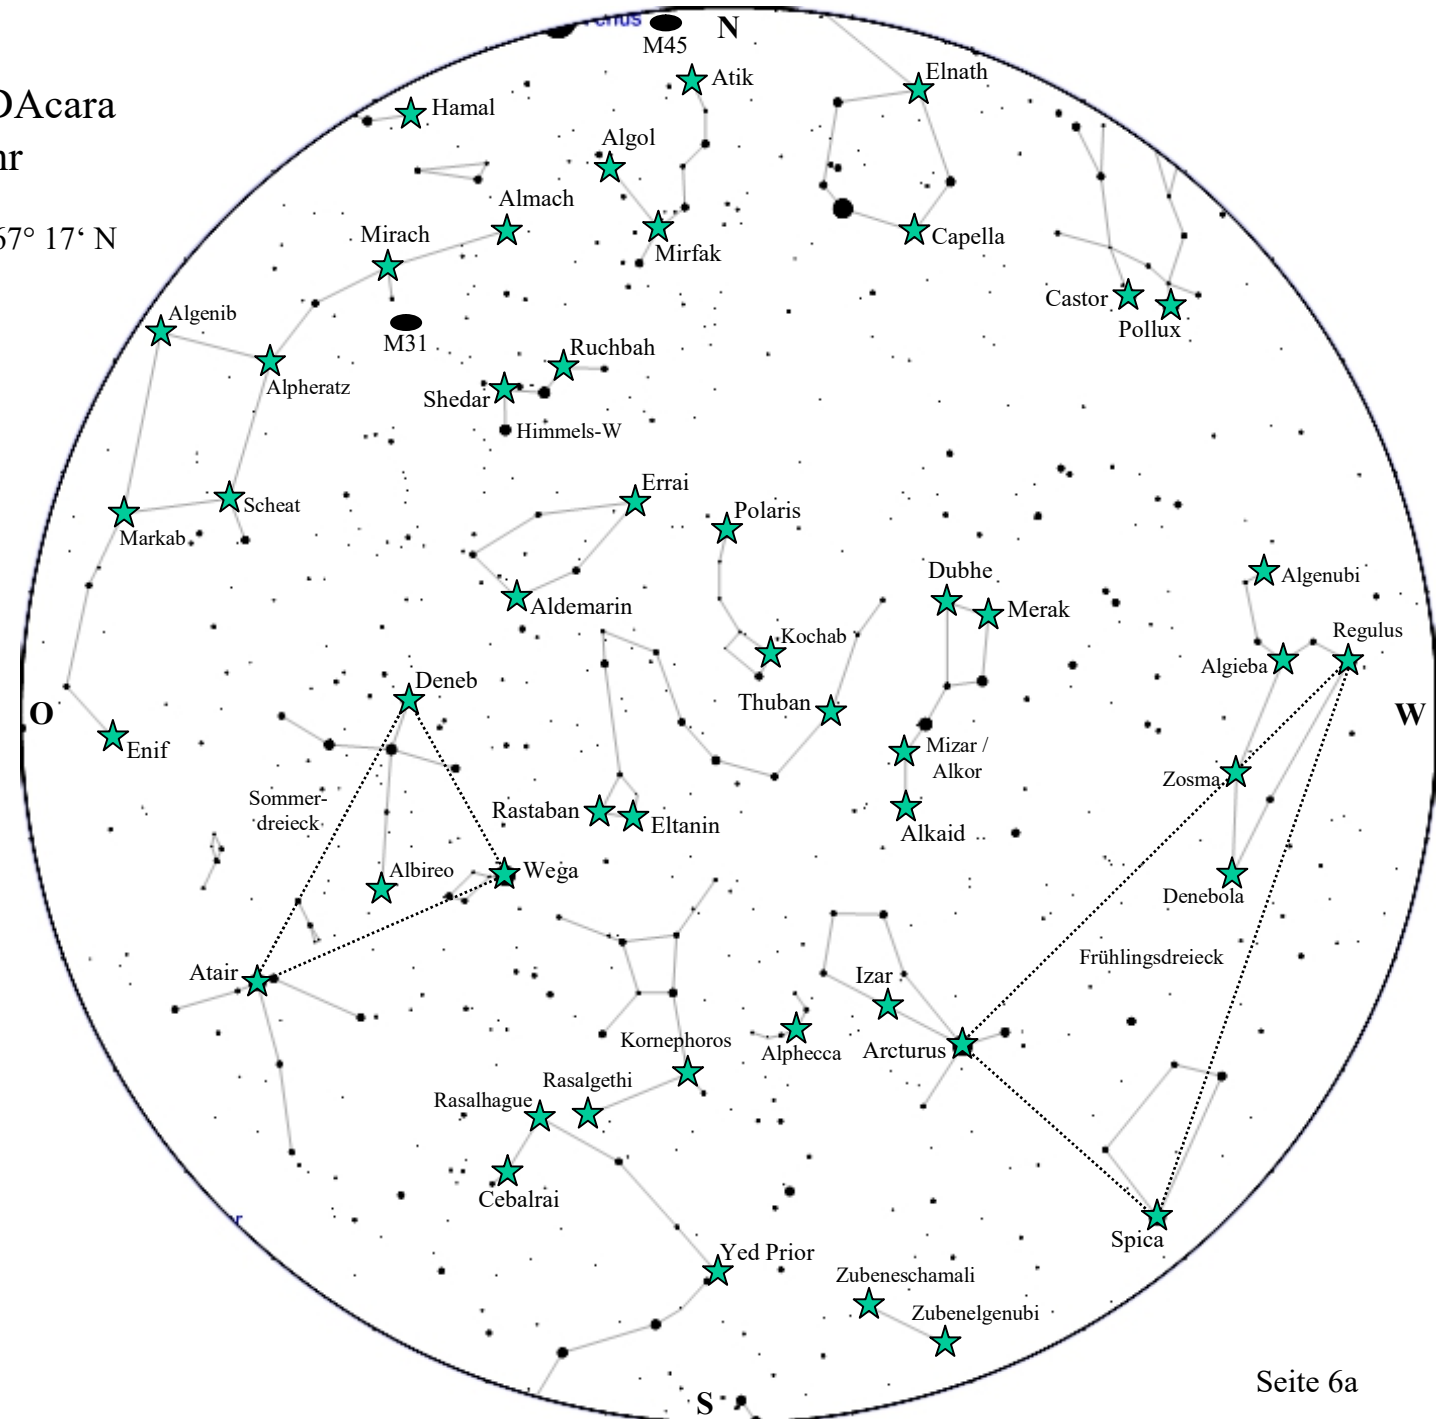 N
M45
Atik
Elnath
DAcara
Hamal
hr
Algol
Almach
67° 17‘ N
Mirach
Mirfak
Capella
Castor
Pollux
Algenib
M31
Ruchbah
Alpheratz
Shedar
Himmels-W
Errai
Scheat
Polaris
Markab
Dubhe
Algenubi
Aldemarin
Merak
Kochab
Regulus
Algieba
Deneb
Thuban
O
W
Enif
Mizar /
Alkor
Zosma
Sommer-
dreieck
Rastaban
Eltanin
Alkaid
Albireo
Wega
Denebola
Frühlingsdreieck
Atair
Izar
Kornephoros
Alphecca
Arcturus
Rasalgethi
Rasalhague
Cebalrai
Spica
Yed Prior
Zubeneschamali
Zubenelgenubi
Seite 6a
S